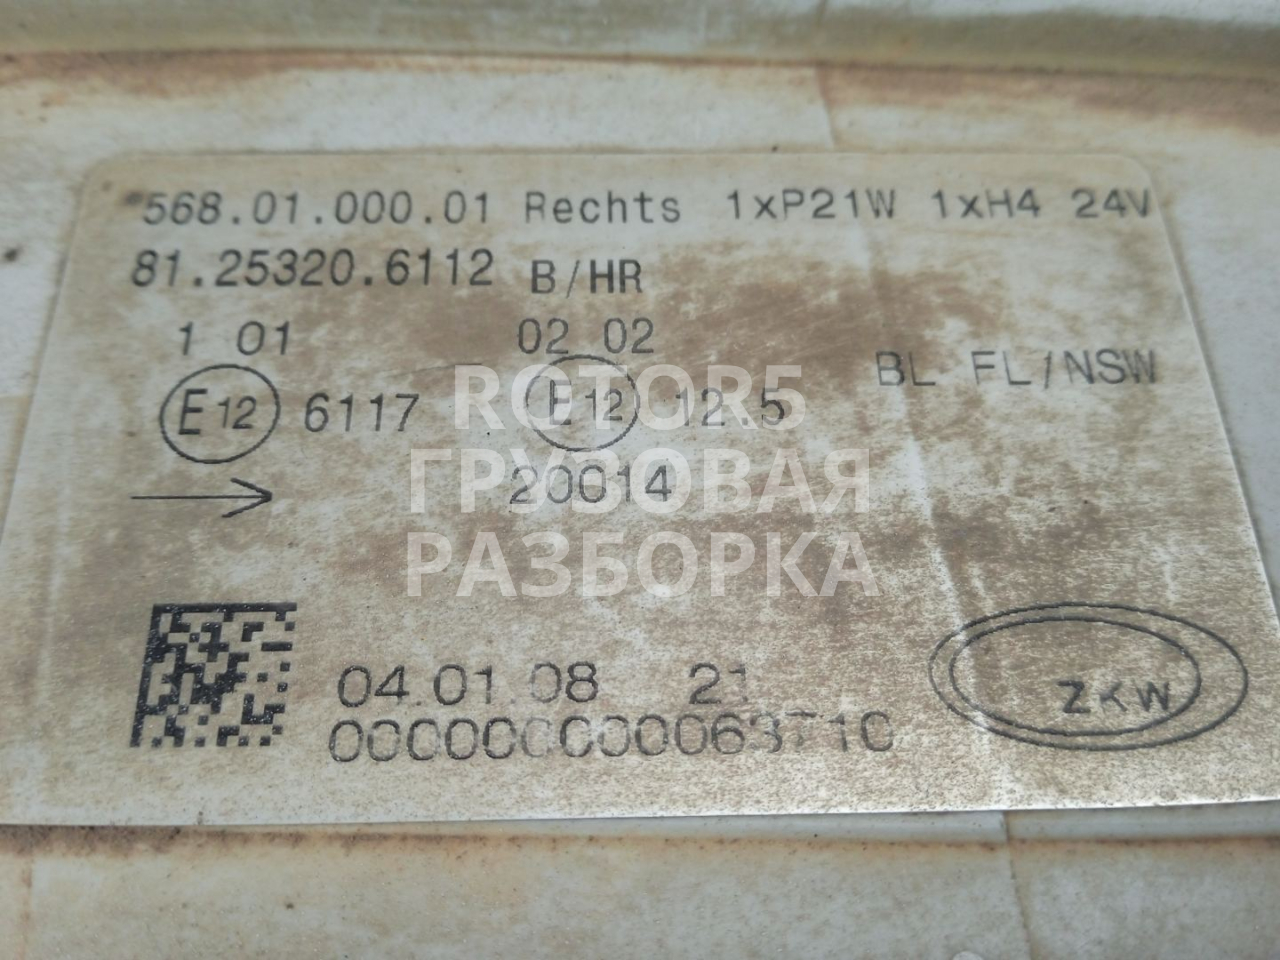 568.01.000.01 Rechts 1xP21W 1xH4 24V
81.25320.6112 B/HR
1 01 02 02
BL FL/NSW
E12 6117 E12 12.5
20014
04.01.08 21
ZKW
ROTOR5
ГРУЗОВАЯ
РАЗБОРКА